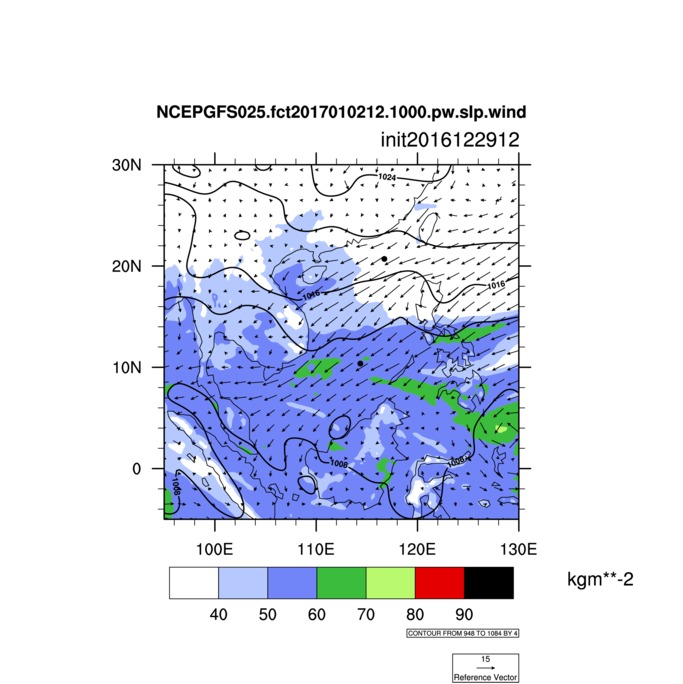 NCEPGFS025.fct2017010212.1000.pw.slp.wind
init2016122912
30N
1024
20N
1016
1016
10N
1008
1008
1008
0
100E 110E 120E 130E
kgm**-2
40 50 60 70 80 90
CONTOUR FROM 948 TO 1084 BY 4
15
Reference Vector